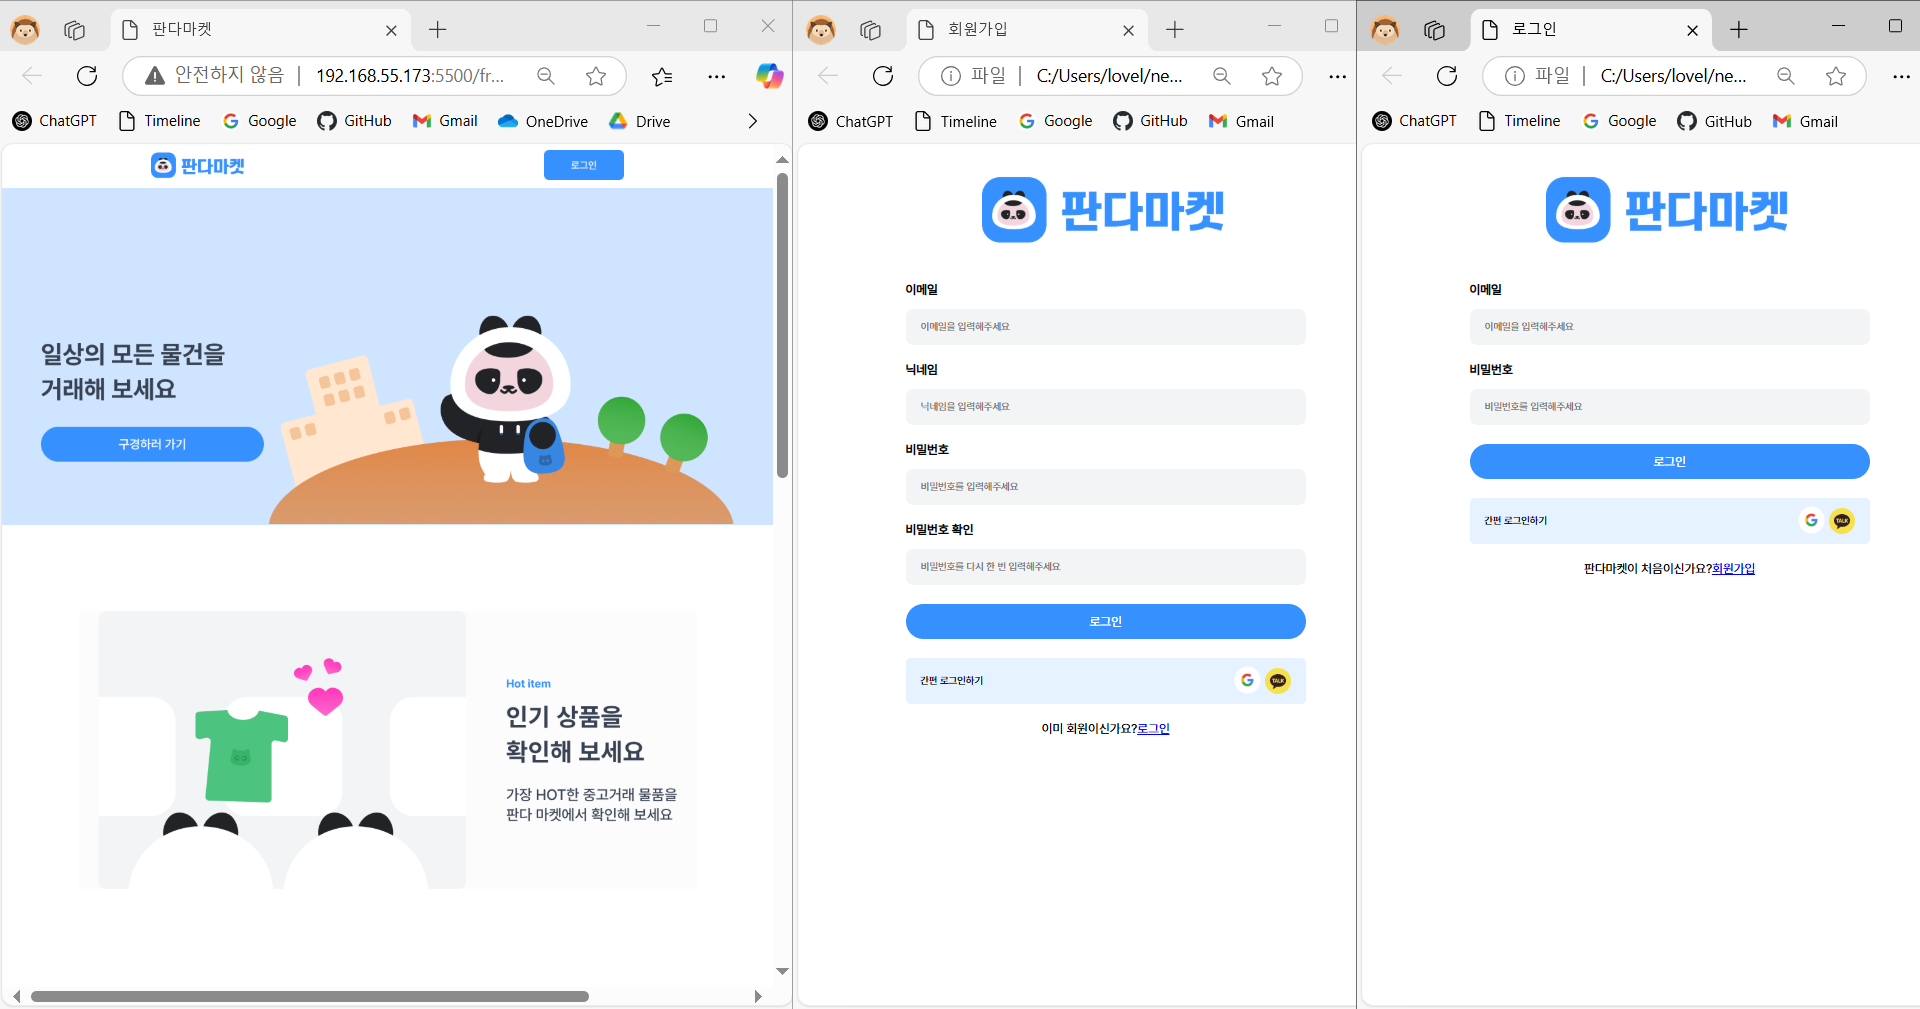 판다마켓
안전하지 않음
192.168.55.173:5500/fr...
ChatGPT
Timeline
Google
GitHub
Gmail
OneDrive
Drive
판다마켓
로그인
일상의 모든 물건을
거래해 보세요
구경하러 가기
Hot item
인기 상품을
확인해 보세요
가장 HOT한 중고거래 물품을
판다 마켓에서 확인해 보세요
회원가입
파일
C:/Users/lovel/ne...
ChatGPT
Timeline
Google
GitHub
Gmail
판다마켓
이메일
이메일을 입력해주세요
닉네임
닉네임을 입력해주세요
비밀번호
비밀번호를 입력해주세요
비밀번호 확인
비밀번호를 다시 한 번 입력해주세요
로그인
간편 로그인하기
G
TALK
이미 회원이신가요?로그인
로그인
파일
C:/Users/lovel/ne...
ChatGPT
Timeline
Google
GitHub
Gmail
판다마켓
이메일
이메일을 입력해주세요
비밀번호
비밀번호를 입력해주세요
로그인
간편 로그인하기
G
TALK
판다마켓이 처음이신가요?회원가입